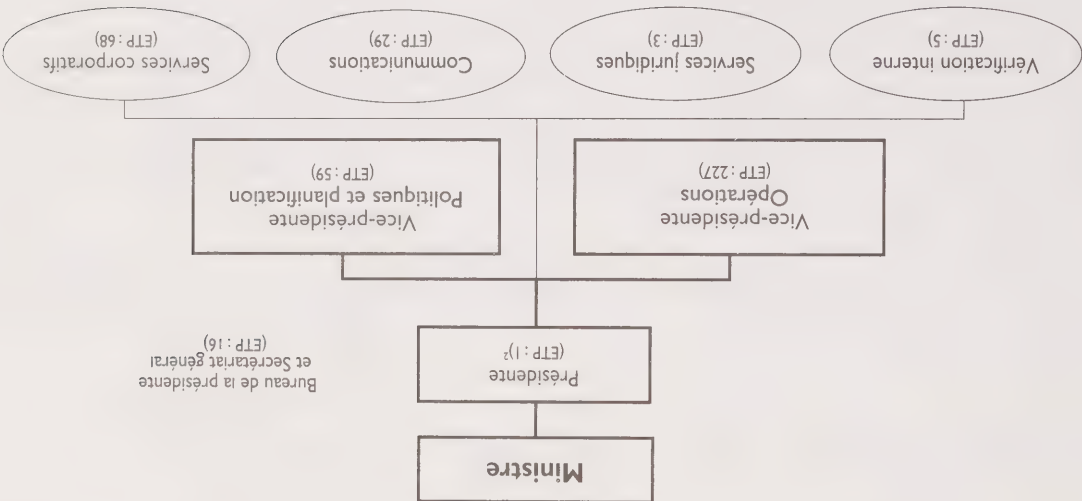 Ministre
Présidente
(ETP : 1)²
Bureau de la présidente
et Secrétariat général
(ETP : 16)
Vice-présidente
Opérations
(ETP : 227)
Vice-présidente
Politiques et planification
(ETP : 59)
Vérification interne
(ETP : 5)
Services juridiques
(ETP : 3)
Communications
(ETP : 29)
Services corporatifs
(ETP : 68)